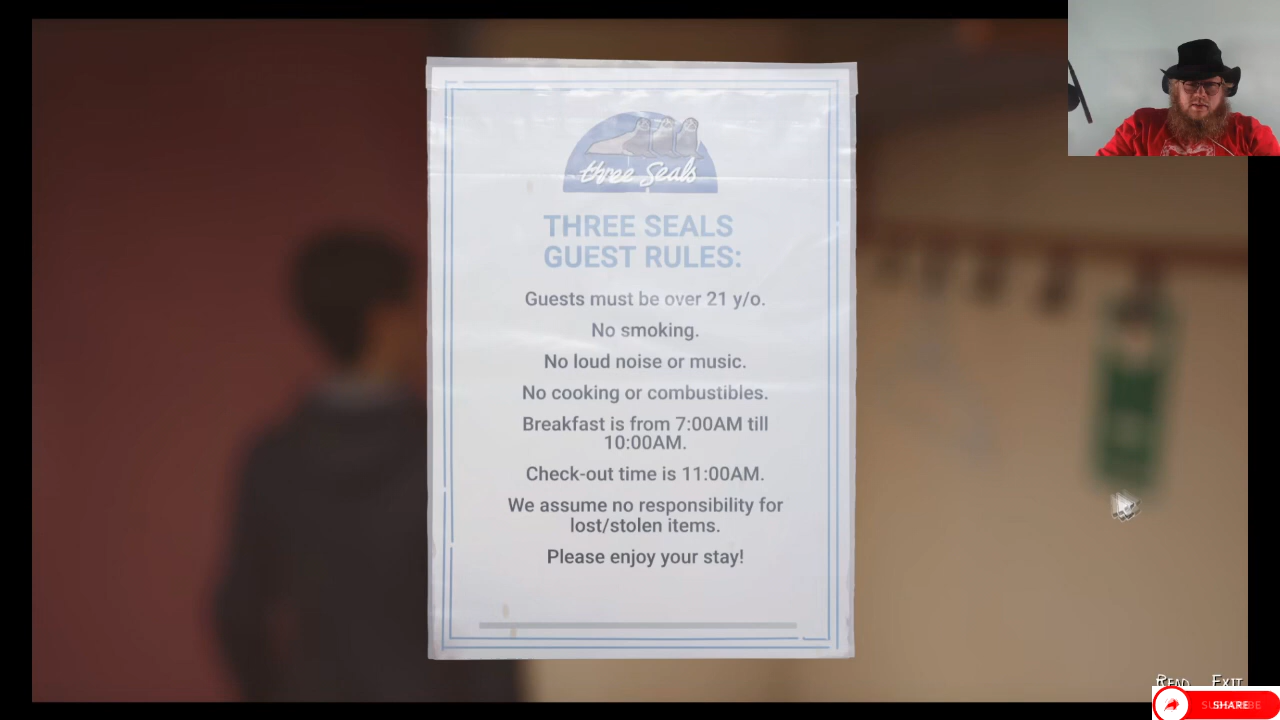 three Seals
THREE SEALS
GUEST RULES:
Guests must be over 21 y/o.
No smoking.
No loud noise or music.
No cooking or combustibles.
Breakfast is from 7:00AM till
10:00AM.
Check-out time is 11:00AM.
We assume no responsibility for
lost/stolen items.
Please enjoy your stay!
READ EXIT
SHARE